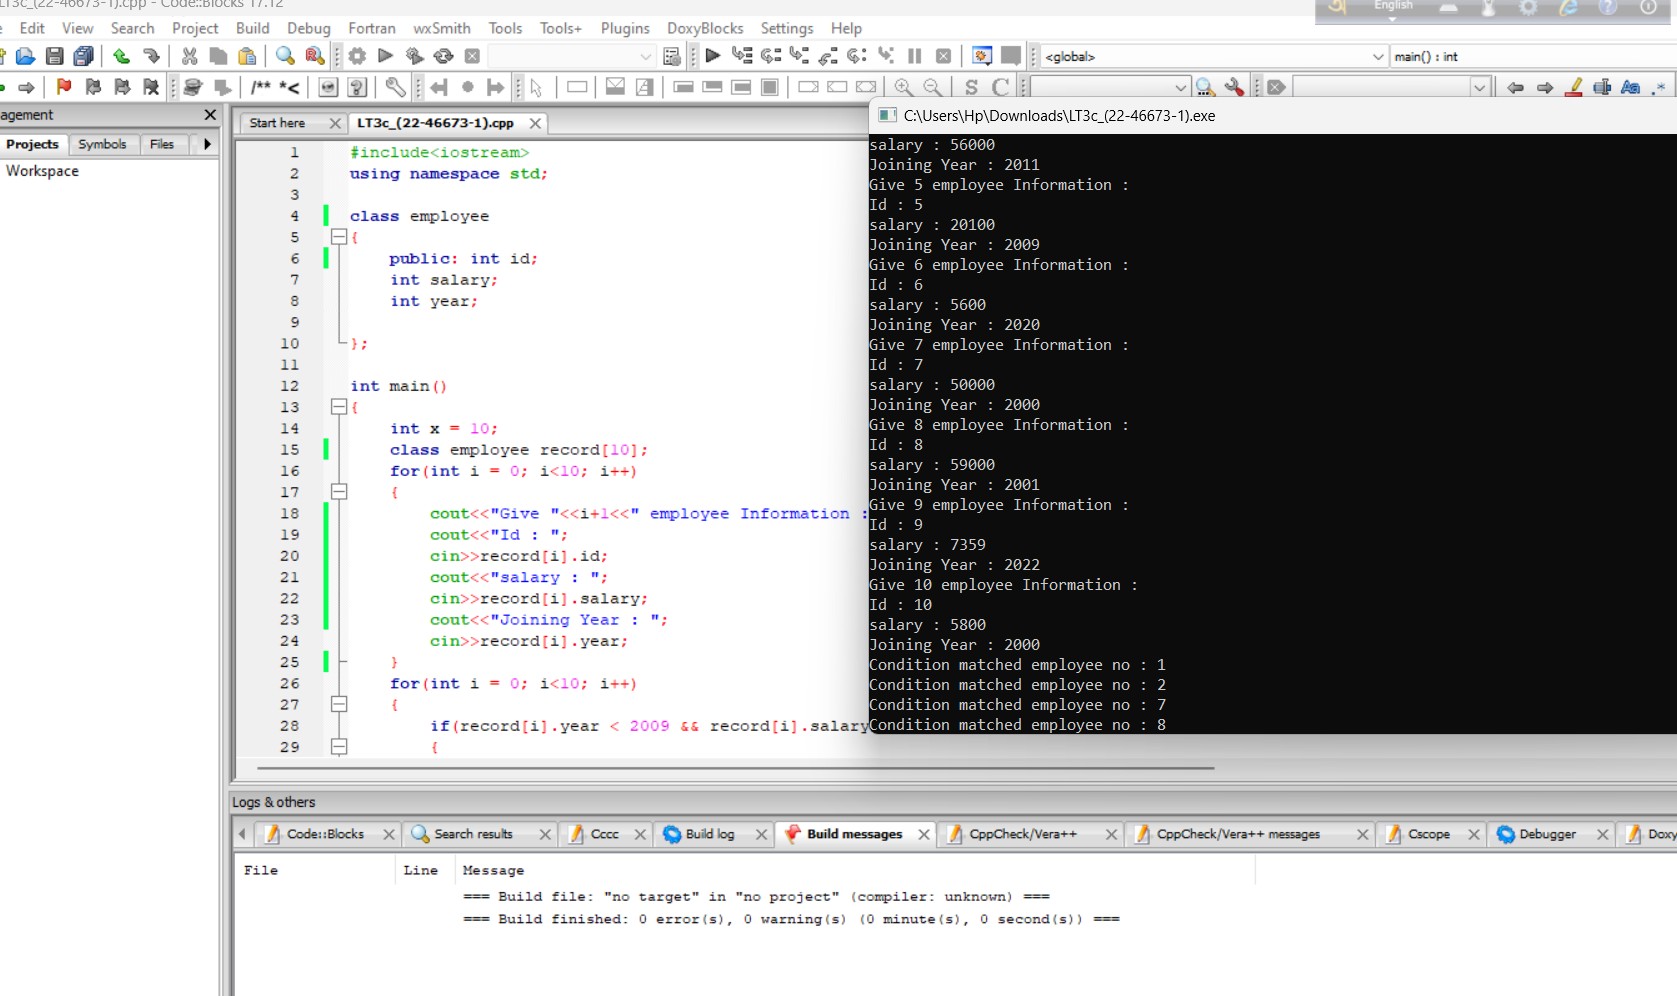 LT3c_(22-46673-1).cpp - Code::Blocks 17.12
English
Edit View Search Project Build Debug Fortran wxSmith Tools Tools+ Plugins DoxyBlocks Settings Help
<global>
main() : int
/** *<
S C
Aa .*
agement
Projects Symbols Files
Workspace
Start here
LT3c_(22-46673-1).cpp
1 #include<iostream>
2 using namespace std;
3
4 class employee
5 {
6 public: int id;
7 int salary;
8 int year;
9
10 };
11
12 int main()
13 {
14 int x = 10;
15 class employee record[10];
16 for(int i = 0; i<10; i++)
17 {
18 cout<<"Give "<<i+1<<" employee Information :
19 cout<<"Id : ";
20 cin>>record[i].id;
21 cout<<"salary : ";
22 cin>>record[i].salary;
23 cout<<"Joining Year : ";
24 cin>>record[i].year;
25 }
26 for(int i = 0; i<10; i++)
27 {
28 if(record[i].year < 2009 && record[i].salary
29 {
C:\Users\Hp\Downloads\LT3c_(22-46673-1).exe
salary : 56000
Joining Year : 2011
Give 5 employee Information :
Id : 5
salary : 20100
Joining Year : 2009
Give 6 employee Information :
Id : 6
salary : 5600
Joining Year : 2020
Give 7 employee Information :
Id : 7
salary : 50000
Joining Year : 2000
Give 8 employee Information :
Id : 8
salary : 59000
Joining Year : 2001
Give 9 employee Information :
Id : 9
salary : 7359
Joining Year : 2022
Give 10 employee Information :
Id : 10
salary : 5800
Joining Year : 2000
Condition matched employee no : 1
Condition matched employee no : 2
Condition matched employee no : 7
Condition matched employee no : 8
Logs & others
Code::Blocks Search results Cccc Build log Build messages CppCheck/Vera++ CppCheck/Vera++ messages Cscope Debugger Doxy
File Line Message
=== Build file: "no target" in "no project" (compiler: unknown) ===
=== Build finished: 0 error(s), 0 warning(s) (0 minute(s), 0 second(s)) ===